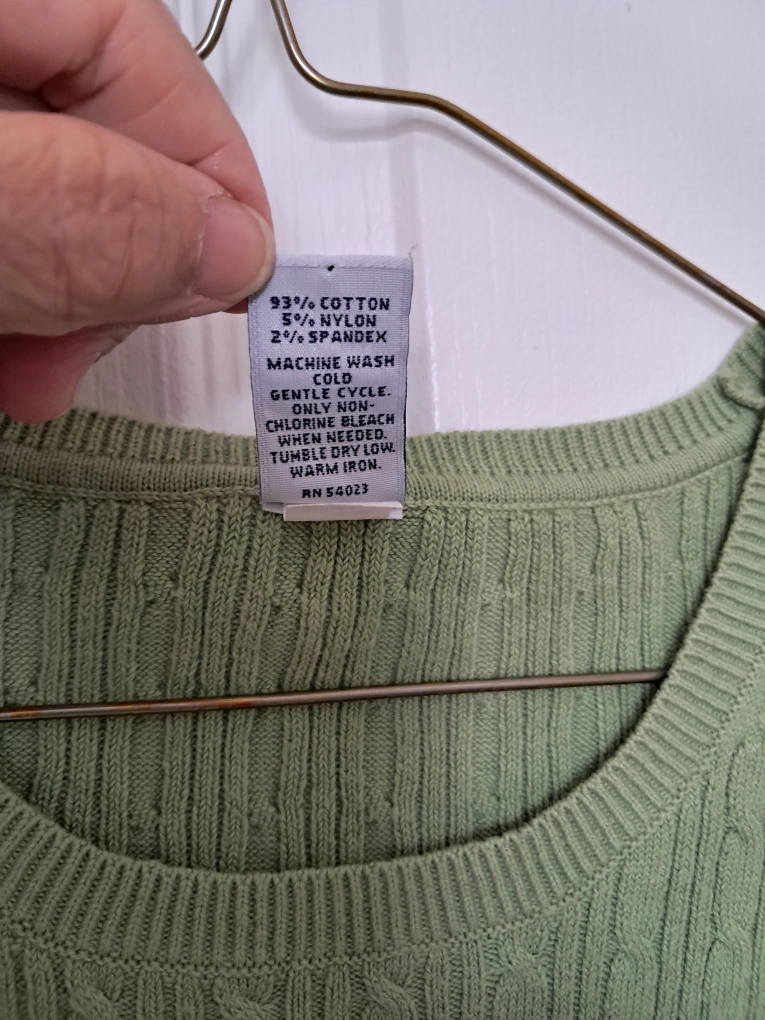 93% COTTON
5% NYLON
2% SPANDEX
MACHINE WASH
COLD
GENTLE CYCLE.
ONLY NON-
CHLORINE BLEACH
WHEN NEEDED.
TUMBLE DRY LOW.
WARM IRON.
RN 54023